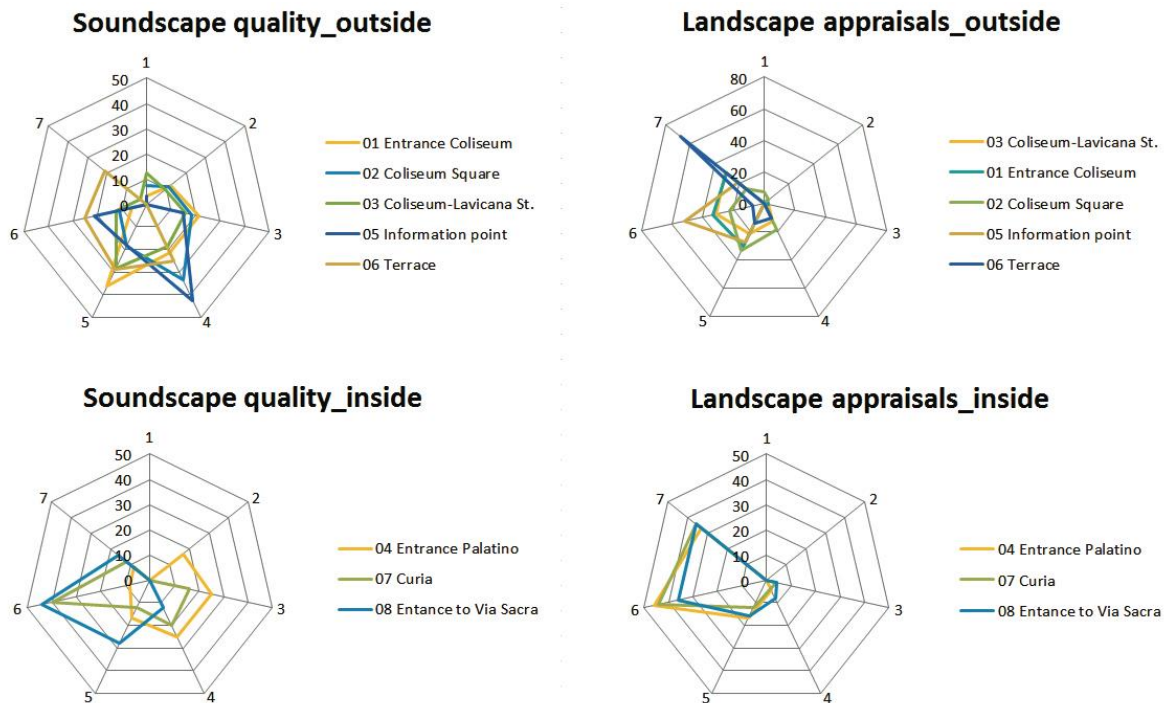 Soundscape quality_outside
1
50
40
30
20
10
0
2
3
4
5
6
7
01 Entrance Coliseum
02 Coliseum Square
03 Coliseum-Lavicana St.
05 Information point
06 Terrace
Landscape appraisals_outside
1
80
60
40
20
0
2
3
4
5
6
7
03 Coliseum-Lavicana St.
01 Entrance Coliseum
02 Coliseum Square
05 Information point
06 Terrace
Soundscape quality_inside
1
50
40
30
20
10
0
2
3
4
5
6
7
04 Entrance Palatino
07 Curia
08 Entance to Via Sacra
Landscape appraisals_inside
1
50
40
30
20
10
0
2
3
4
5
6
7
04 Entrance Palatino
07 Curia
08 Entance to Via Sacra